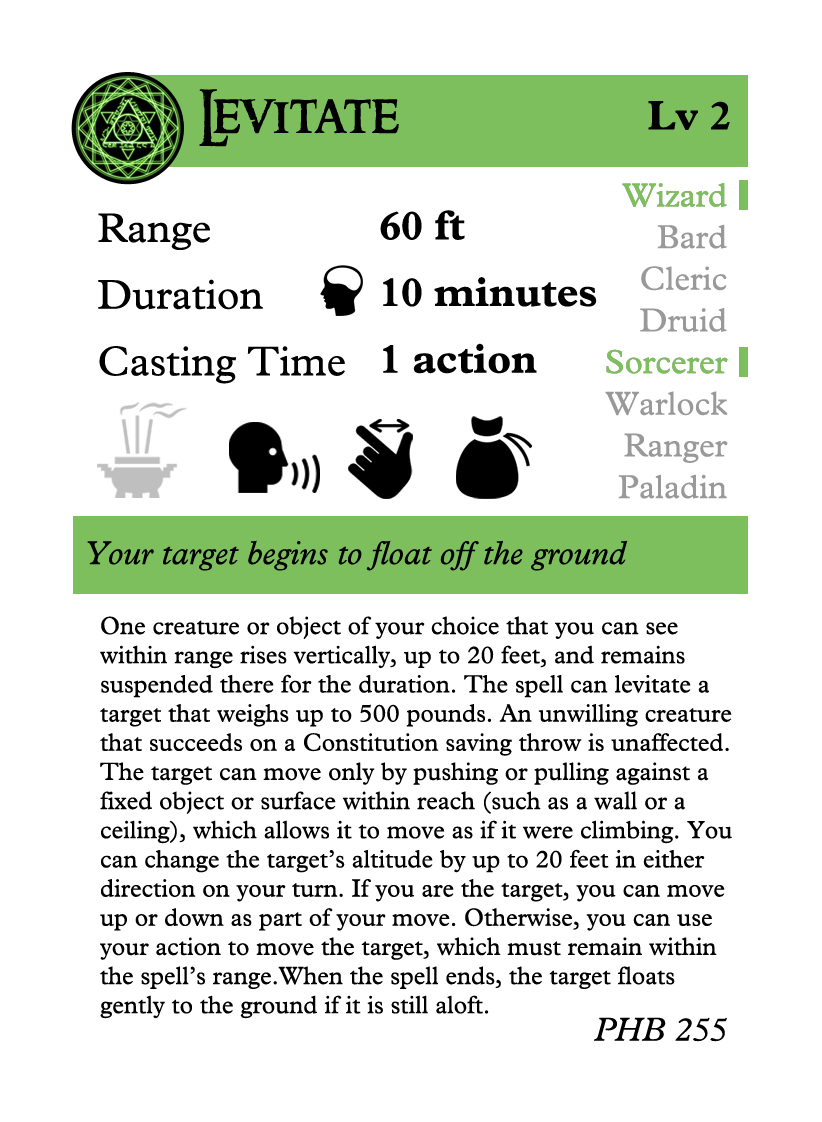 LEVITATE
Lv 2
Range 60 ft
Duration 10 minutes
Casting Time 1 action
Wizard
Bard
Cleric
Druid
Sorcerer
Warlock
Ranger
Paladin
Your target begins to float off the ground
One creature or object of your choice that you can see
within range rises vertically, up to 20 feet, and remains
suspended there for the duration. The spell can levitate a
target that weighs up to 500 pounds. An unwilling creature
that succeeds on a Constitution saving throw is unaffected.
The target can move only by pushing or pulling against a
fixed object or surface within reach (such as a wall or a
ceiling), which allows it to move as if it were climbing. You
can change the target’s altitude by up to 20 feet in either
direction on your turn. If you are the target, you can move
up or down as part of your move. Otherwise, you can use
your action to move the target, which must remain within
the spell’s range.When the spell ends, the target floats
gently to the ground if it is still aloft.
PHB 255